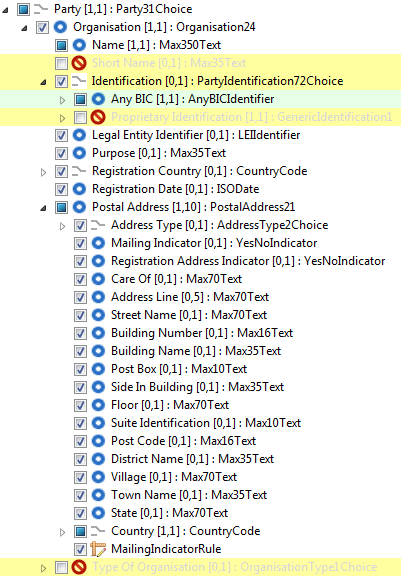 Party [1,1] : Party31Choice
Organisation [1,1] : Organisation24
Name [1,1] : Max350Text
Short Name [0,1] : Max35Text
Identification [0,1] : PartyIdentification72Choice
Any BIC [1,1] : AnyBICIdentifier
Proprietary Identification [1,1] : GenericIdentification1
Legal Entity Identifier [0,1] : LEIIdentifier
Purpose [0,1] : Max35Text
Registration Country [0,1] : CountryCode
Registration Date [0,1] : ISODate
Postal Address [1,10] : PostalAddress21
Address Type [0,1] : AddressType2Choice
Mailing Indicator [0,1] : YesNoIndicator
Registration Address Indicator [0,1] : YesNoIndicator
Care Of [0,1] : Max70Text
Address Line [0,5] : Max70Text
Street Name [0,1] : Max70Text
Building Number [0,1] : Max16Text
Building Name [0,1] : Max35Text
Post Box [0,1] : Max10Text
Side In Building [0,1] : Max35Text
Floor [0,1] : Max70Text
Suite Identification [0,1] : Max10Text
Post Code [0,1] : Max16Text
District Name [0,1] : Max35Text
Village [0,1] : Max70Text
Town Name [0,1] : Max35Text
State [0,1] : Max70Text
Country [1,1] : CountryCode
MailingIndicatorRule
Type Of Organisation [0,1] : OrganisationType1Choice